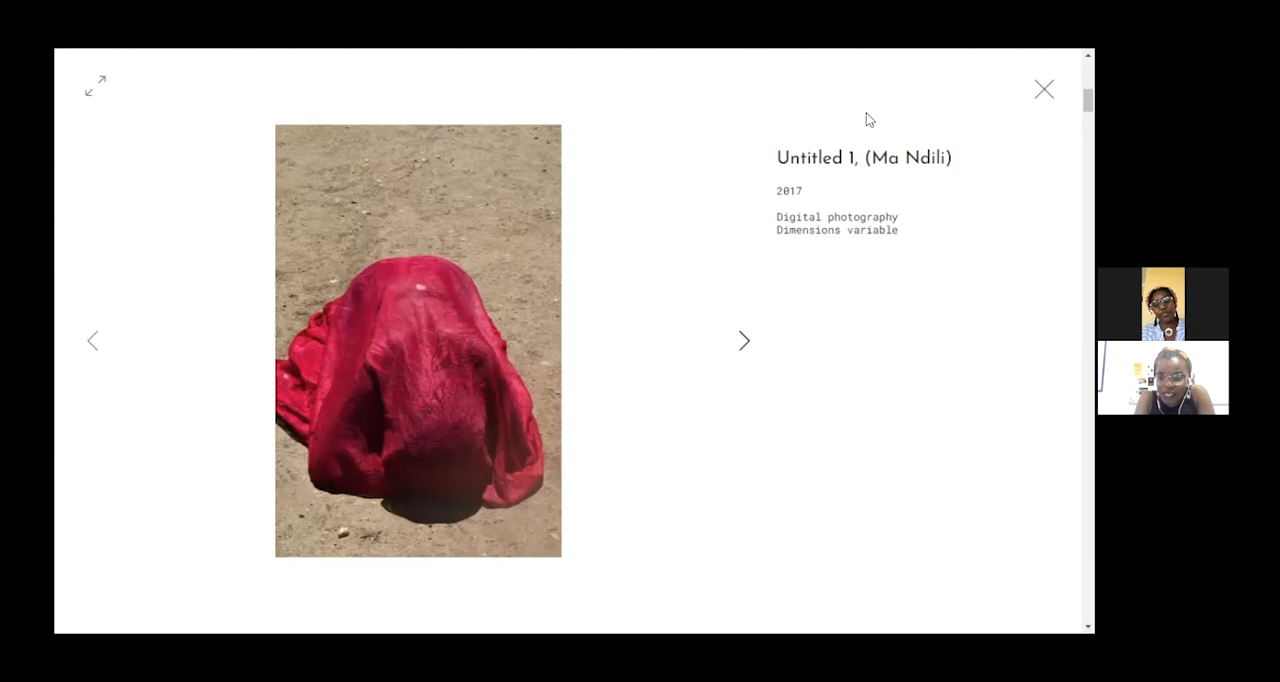 Untitled 1, (Ma Ndili)
2017
Digital photography
Dimensions variable